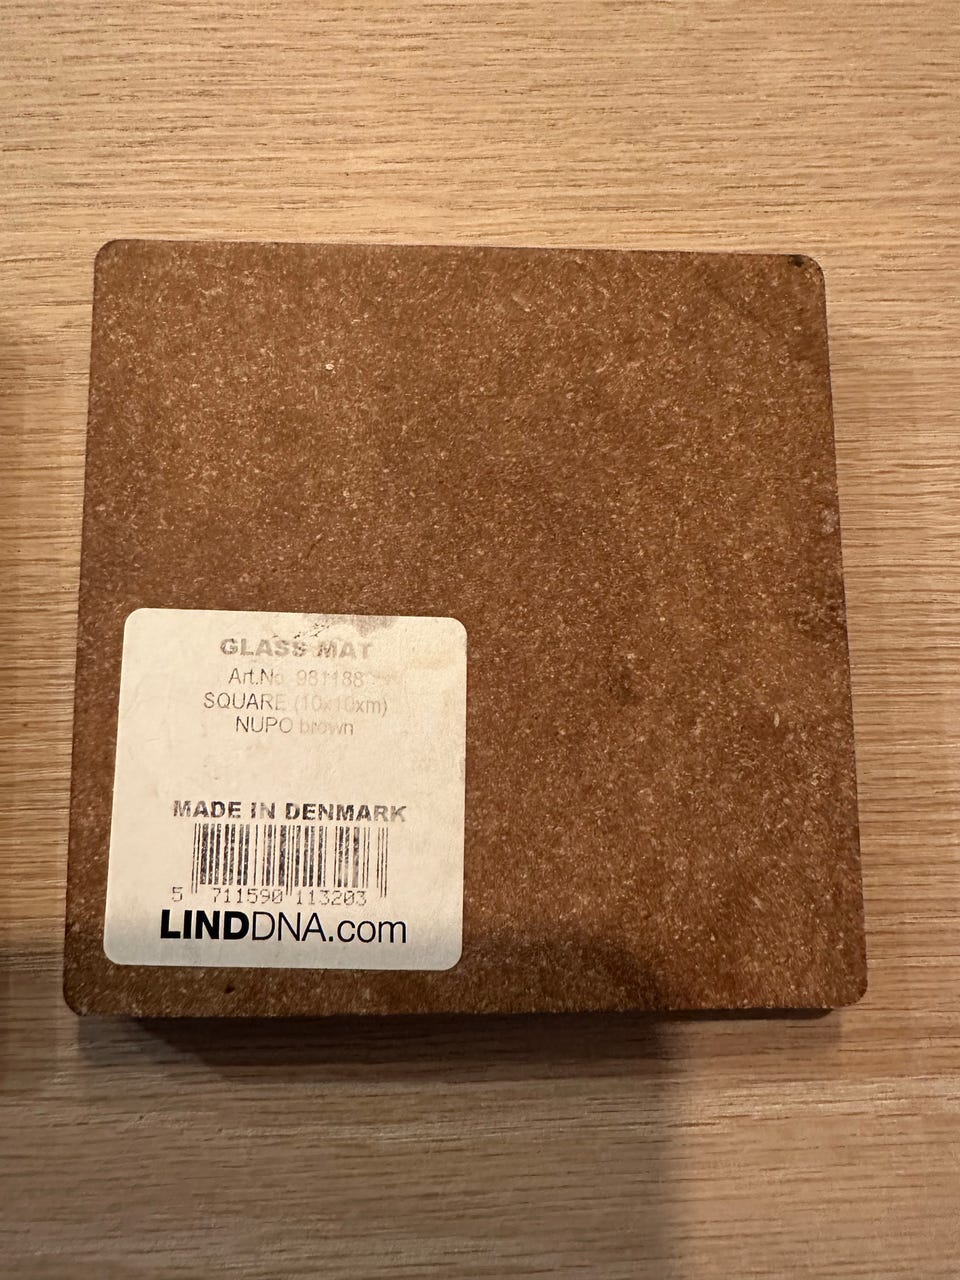 GLASS MAT
Art.No. 981188
SQUARE (10x10xm)
NUPO brown
MADE IN DENMARK
5 711590 113203
LINDDNA.com